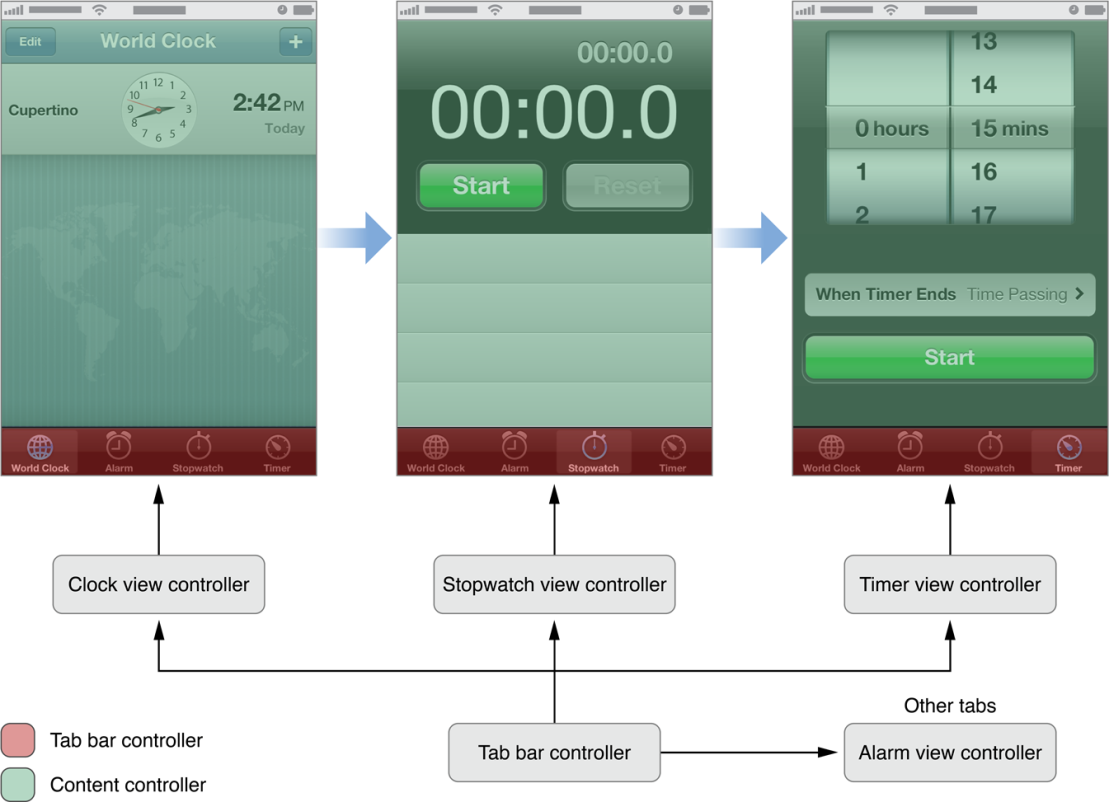 Edit
World Clock
+
Cupertino
11 12 1
10 2
9 3
8 4
7 6 5
2:42 PM
Today
World Clock Alarm Stopwatch Timer
00:00.0
00:00.0
Start Reset
World Clock Alarm Stopwatch Timer
13
14
0 hours 15 mins
1 16
2 17
When Timer Ends Time Passing
Start
World Clock Alarm Stopwatch Timer
Clock view controller
Stopwatch view controller
Timer view controller
Other tabs
Tab bar controller
Alarm view controller
Tab bar controller
Content controller